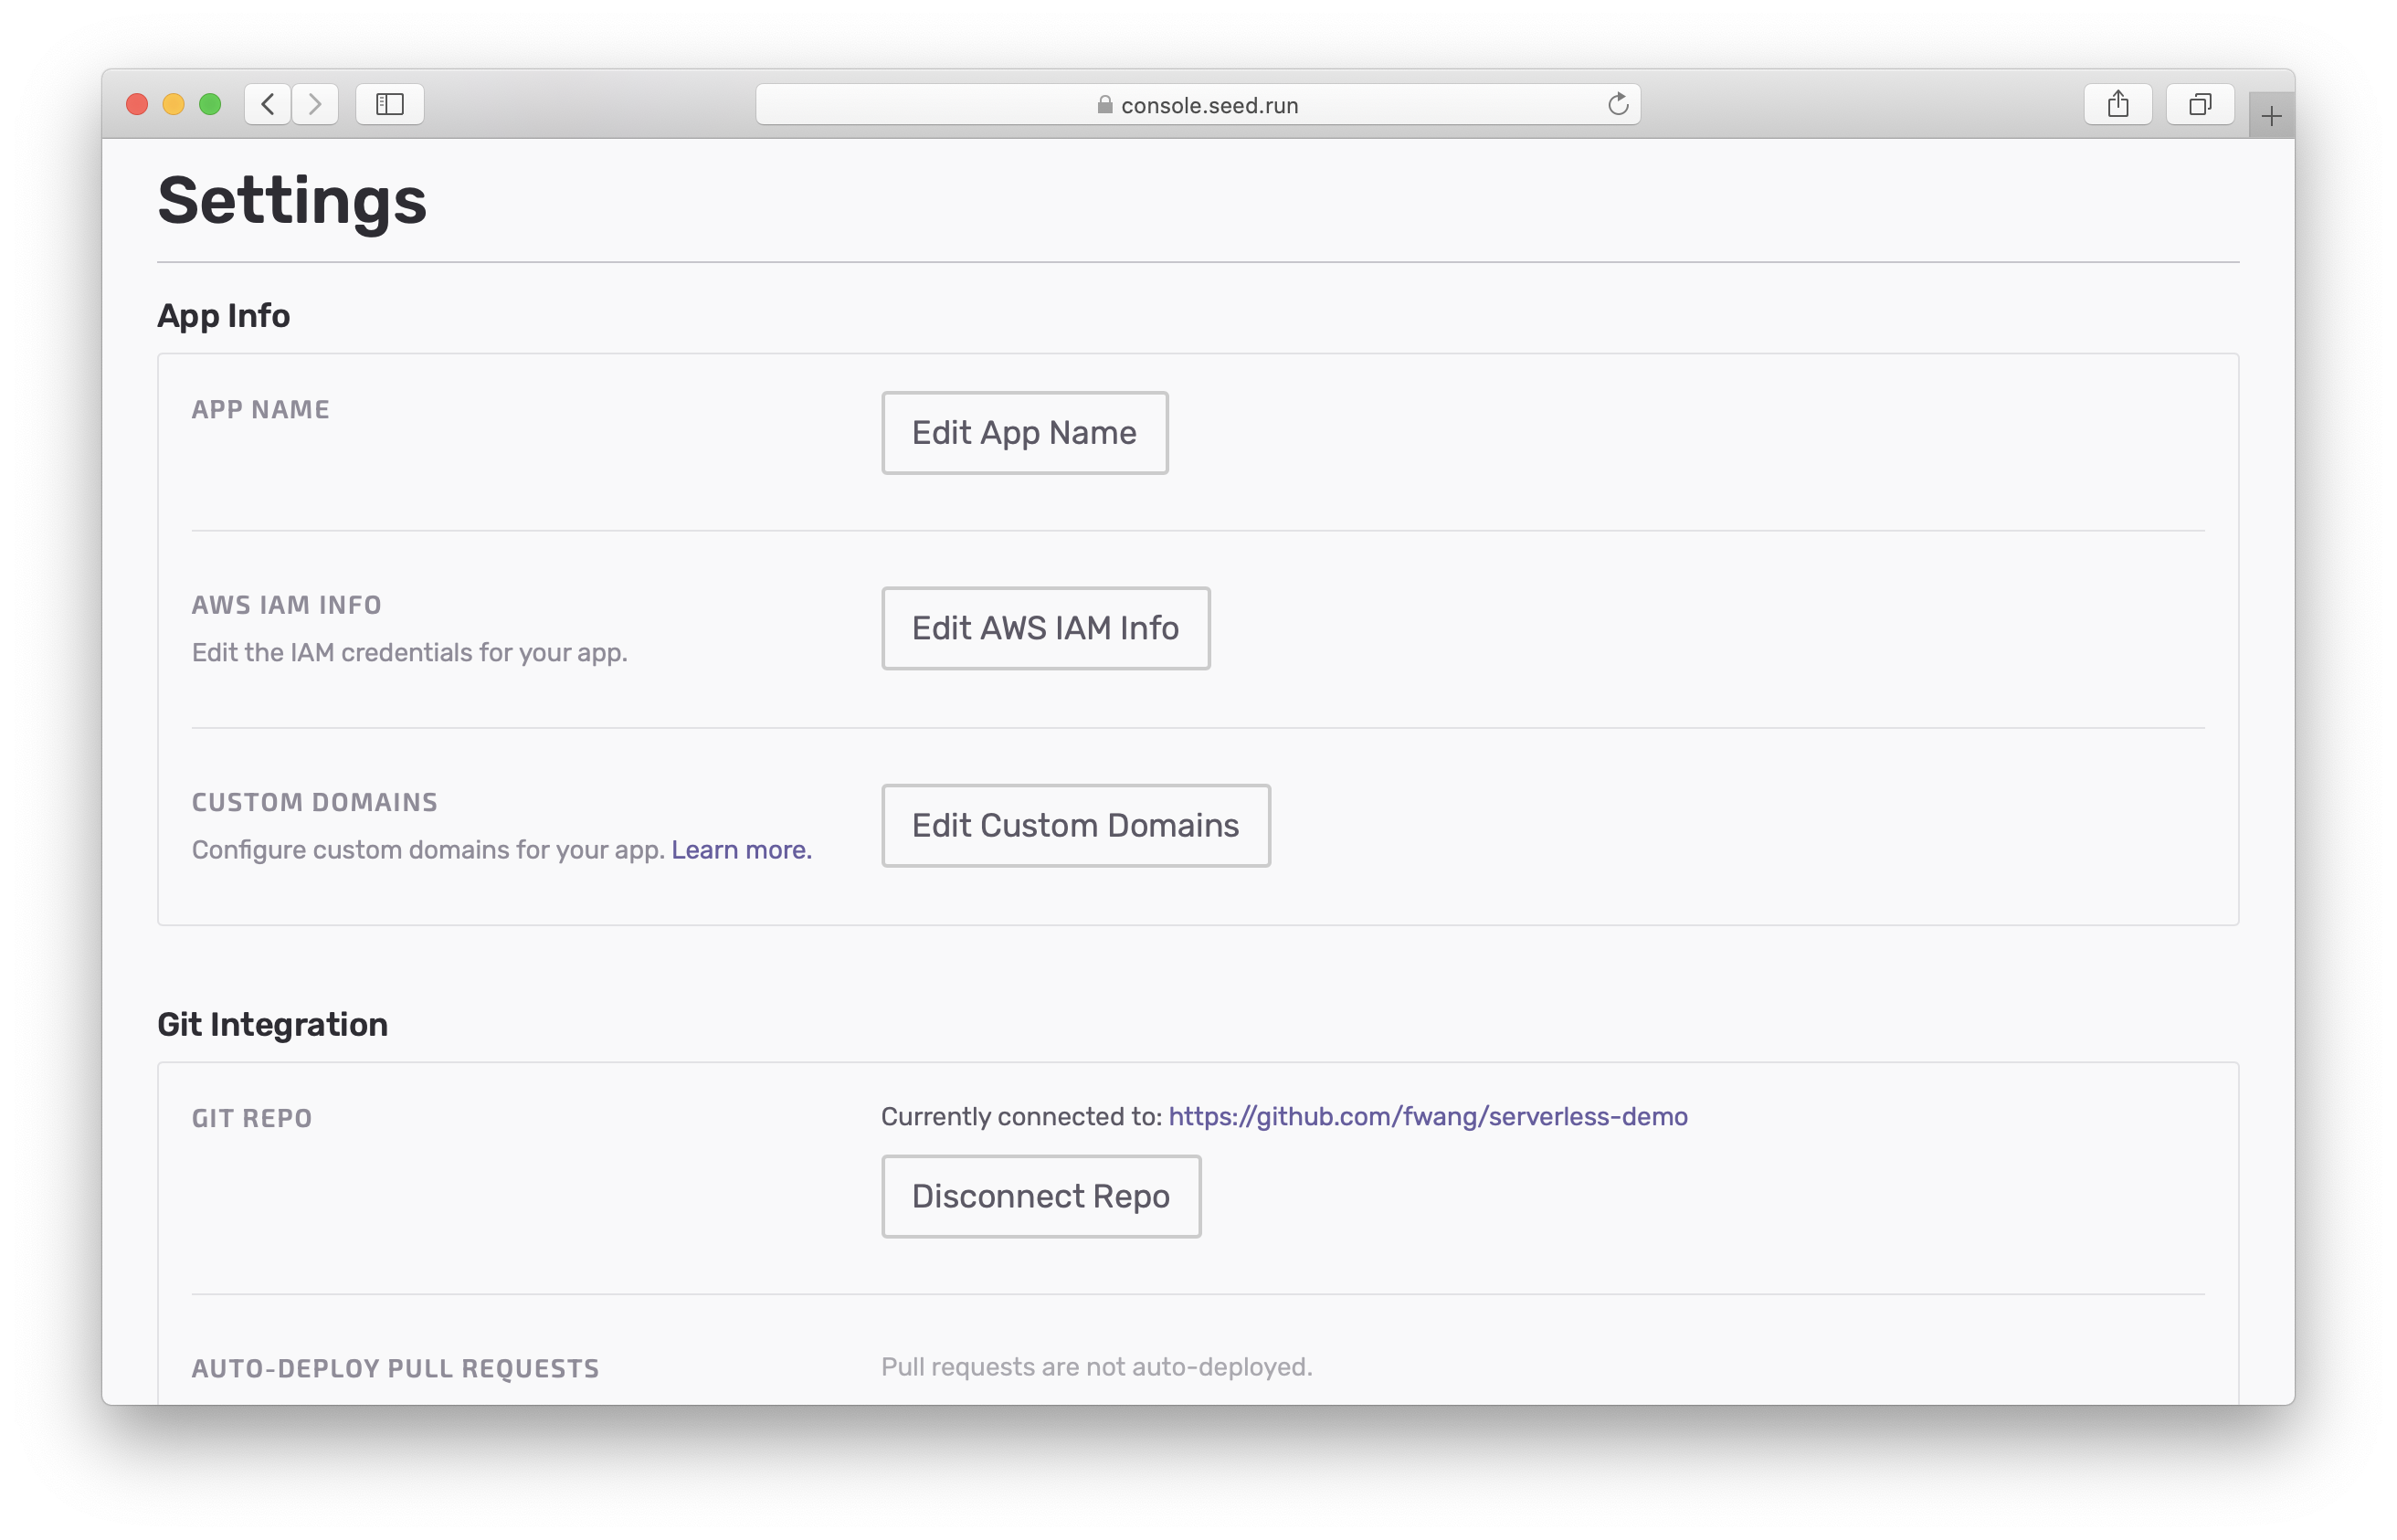 console.seed.run
Settings
App Info
APP NAME
Edit App Name
AWS IAM INFO
Edit the IAM credentials for your app.
Edit AWS IAM Info
CUSTOM DOMAINS
Configure custom domains for your app. Learn more.
Edit Custom Domains
Git Integration
GIT REPO
Currently connected to: https://github.com/fwang/serverless-demo
Disconnect Repo
AUTO-DEPLOY PULL REQUESTS
Pull requests are not auto-deployed.